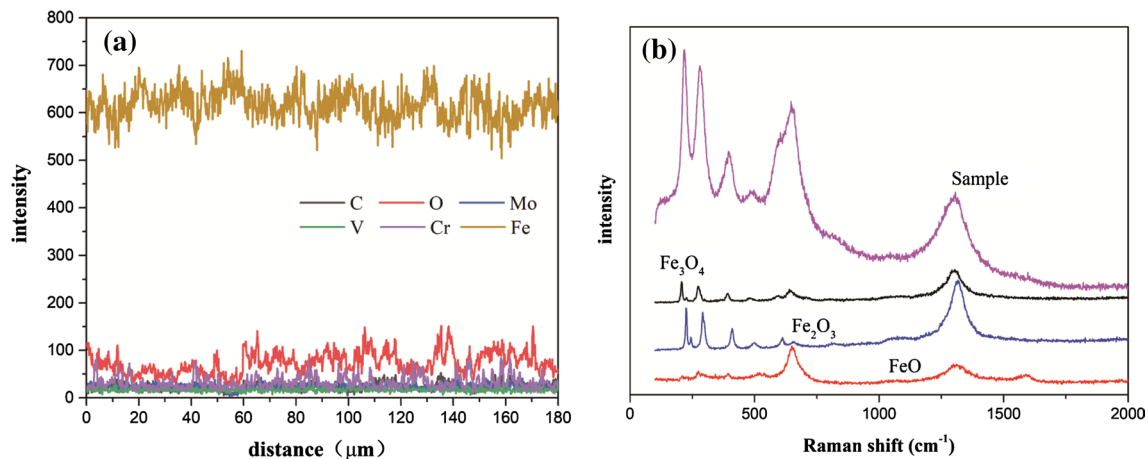 (a)
800
700
600
500
400
300
200
100
0
intensity
C O Mo
V Cr Fe
0 20 40 60 80 100 120 140 160 180
distance（μm）
(b)
intensity
Sample
Fe₃O₄
Fe₂O₃
FeO
0 500 1000 1500 2000
Raman shift (cm⁻¹)